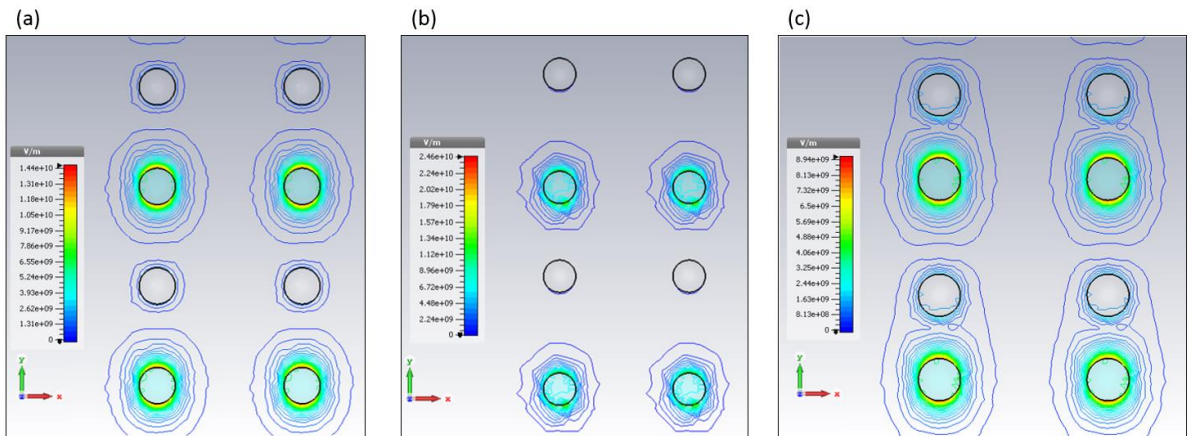 (a)
(b)
(c)
V/m
1.44e+10
1.31e+10
1.18e+10
1.05e+10
9.17e+09
7.86e+09
6.55e+09
5.24e+09
3.93e+09
2.62e+09
1.31e+09
0
y
x
V/m
2.46e+10
2.24e+10
2.02e+10
1.79e+10
1.57e+10
1.34e+10
1.12e+10
8.96e+09
6.72e+09
4.48e+09
2.24e+09
0
y
x
V/m
8.94e+09
8.13e+09
7.32e+09
6.5e+09
5.69e+09
4.88e+09
4.06e+09
3.25e+09
2.44e+09
1.63e+09
8.13e+08
0
y
x